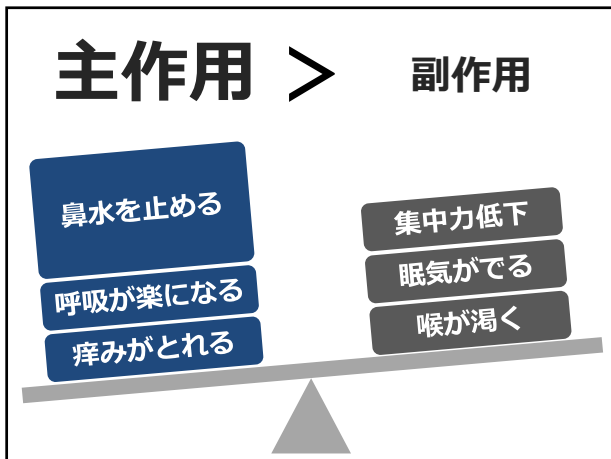 主作用 > 副作用
鼻水を止める
呼吸が楽になる
痒みがとれる
集中力低下
眠気がでる
喉が渇く